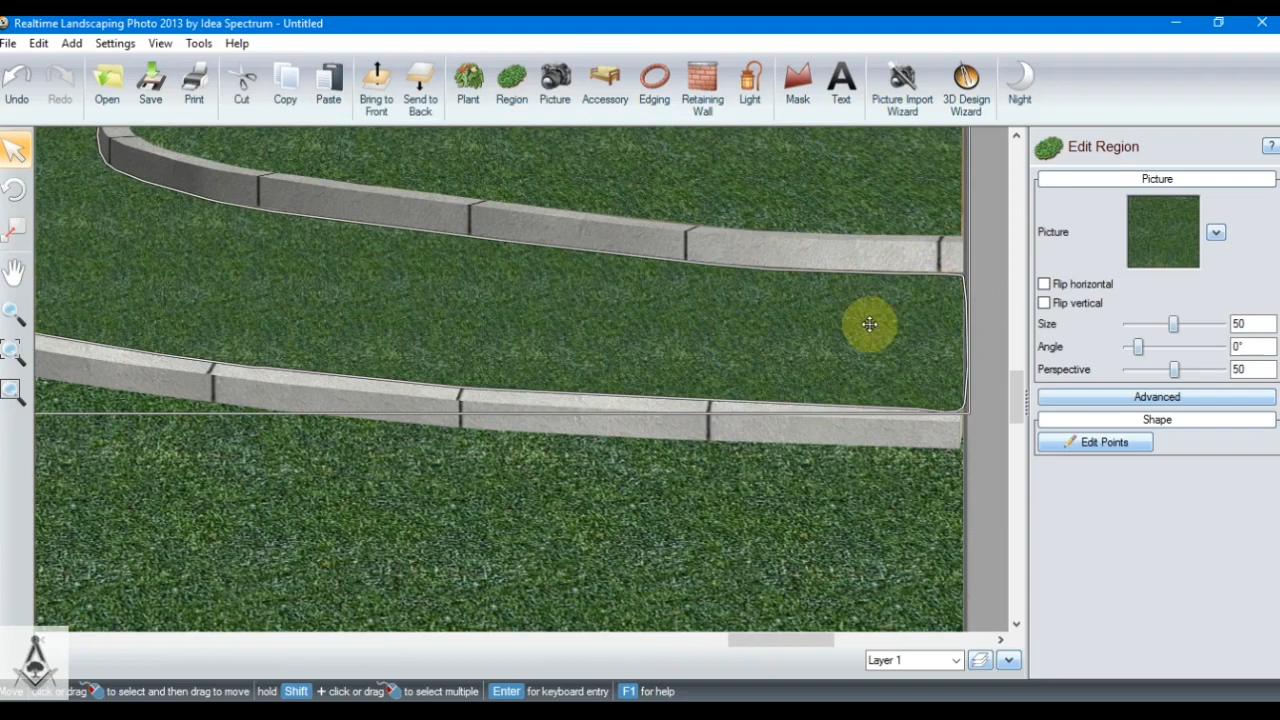 Realtime Landscaping Photo 2013 by Idea Spectrum - Untitled
File Edit Add Settings View Tools Help
Undo Redo Open Save Print Cut Copy Paste Bring to Front Send to Back Plant Region Picture Accessory Edging Retaining Wall Light Mask Text Picture Import Wizard 3D Design Wizard Night
Edit Region ?
Picture
Picture
Flip horizontal
Flip vertical
Size 50
Angle 0°
Perspective 50
Advanced
Shape
Edit Points
Layer 1
Move click or drag to select and then drag to move hold Shift + click or drag to select multiple Enter for keyboard entry F1 for help